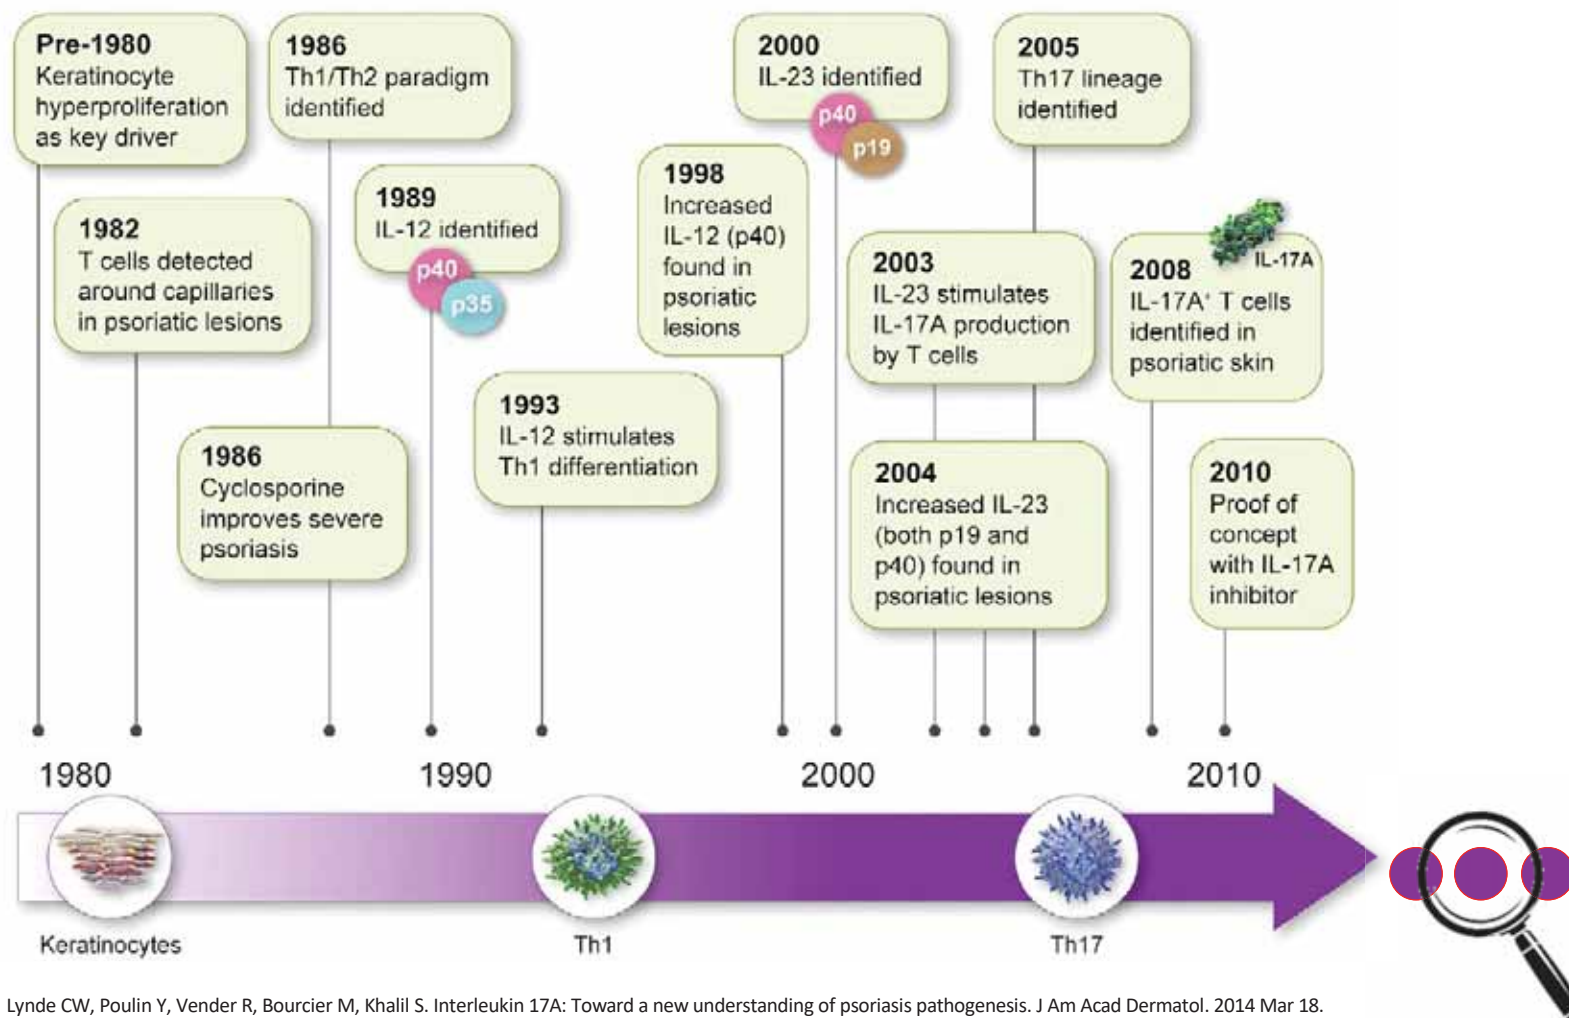 Pre-1980
Keratinocyte
hyperproliferation
as key driver
1982
T cells detected
around capillaries
in psoriatic lesions
1986
Th1/Th2 paradigm
identified
1986
Cyclosporine
improves severe
psoriasis
1989
IL-12 identified
p40
p35
1993
IL-12 stimulates
Th1 differentiation
1998
Increased
IL-12 (p40)
found in
psoriatic
lesions
2000
IL-23 identified
p40
p19
2003
IL-23 stimulates
IL-17A production
by T cells
2004
Increased IL-23
(both p19 and
p40) found in
psoriatic lesions
2005
Th17 lineage
identified
IL-17A
2008
IL-17A⁺ T cells
identified in
psoriatic skin
2010
Proof of
concept
with IL-17A
inhibitor
1980
1990
2000
2010
Keratinocytes
Th1
Th17
Lynde CW, Poulin Y, Vender R, Bourcier M, Khalil S. Interleukin 17A: Toward a new understanding of psoriasis pathogenesis. J Am Acad Dermatol. 2014 Mar 18.